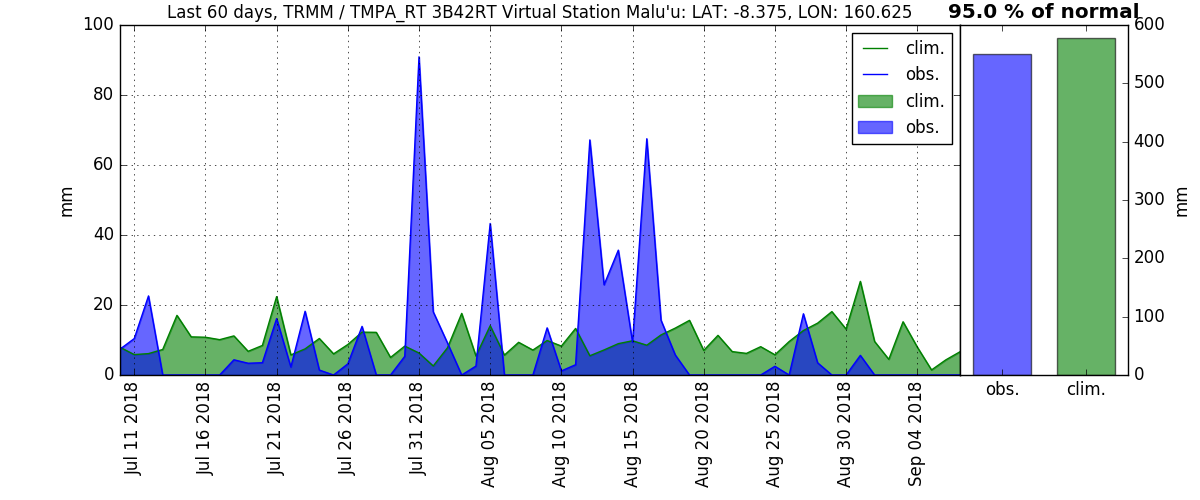 Last 60 days, TRMM / TMPA_RT 3B42RT Virtual Station Malu'u: LAT: -8.375, LON: 160.625
95.0 % of normal
100
80
60
40
20
0
mm
clim.
obs.
clim.
obs.
600
500
400
300
200
100
0
mm
obs.
clim.
Jul 11 2018
Jul 16 2018
Jul 21 2018
Jul 26 2018
Jul 31 2018
Aug 05 2018
Aug 10 2018
Aug 15 2018
Aug 20 2018
Aug 25 2018
Aug 30 2018
Sep 04 2018